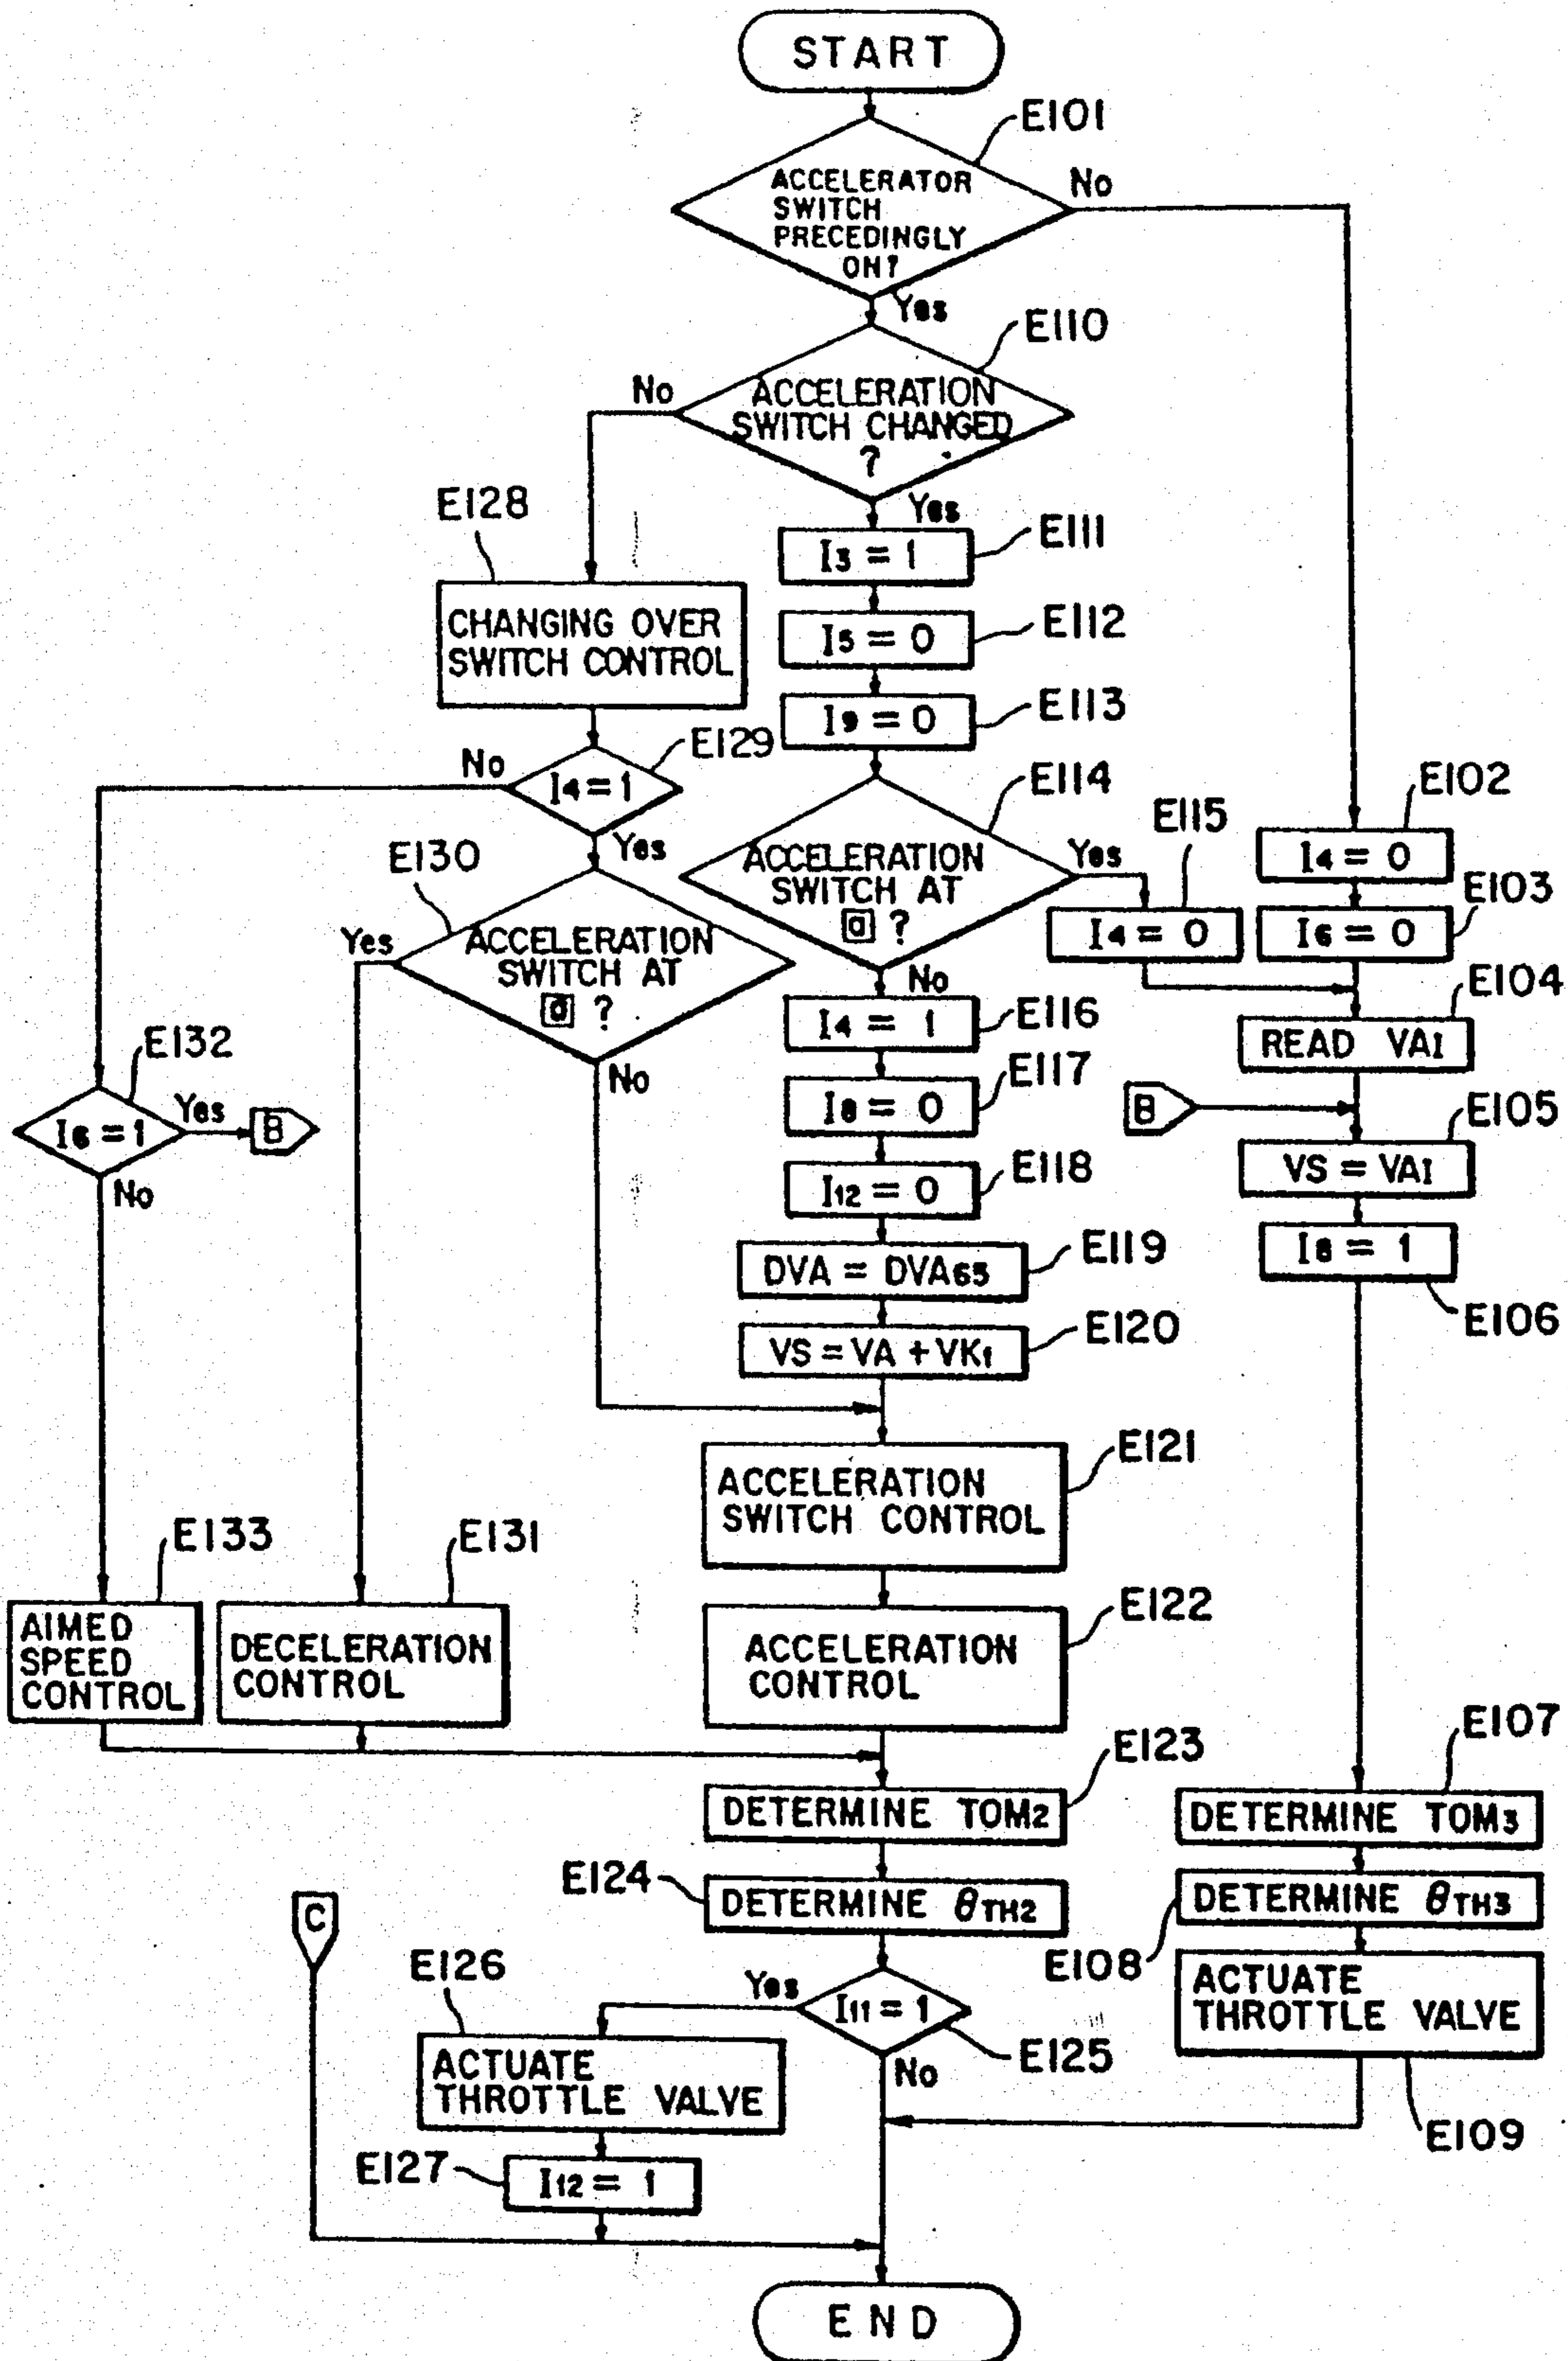 START
E101
ACCELERATOR
SWITCH
PRECEDINGLY
ON?
No
Yes
E110
ACCELERATION
SWITCH CHANGED
?
No
Yes
E128
CHANGING OVER
SWITCH CONTROL
E111
I3 = 1
E112
I5 = 0
E113
I9 = 0
E129
I4 = 1
No
Yes
E114
ACCELERATION
SWITCH AT
a ?
Yes
No
E115
I4 = 0
E102
I4 = 0
E103
I6 = 0
E104
READ VAI
E130
ACCELERATION
SWITCH AT
?
Yes
No
E116
I4 = 1
E117
I8 = 0
E118
I12 = 0
E119
DVA = DVA65
E120
VS = VA + VK1
E132
I6 = 1
Yes
B
No
B
E105
VS = VAI
I8 = 1
E106
E121
ACCELERATION
SWITCH CONTROL
E133
AIMED
SPEED
CONTROL
E131
DECELERATION
CONTROL
E122
ACCELERATION
CONTROL
E123
DETERMINE TOM2
E107
DETERMINE TOM3
E124
DETERMINE θTH2
DETERMINE θTH3
E108
C
E126
Yes
I11 = 1
E125
No
ACTUATE
THROTTLE VALVE
ACTUATE
THROTTLE VALVE
E109
E127
I12 = 1
END